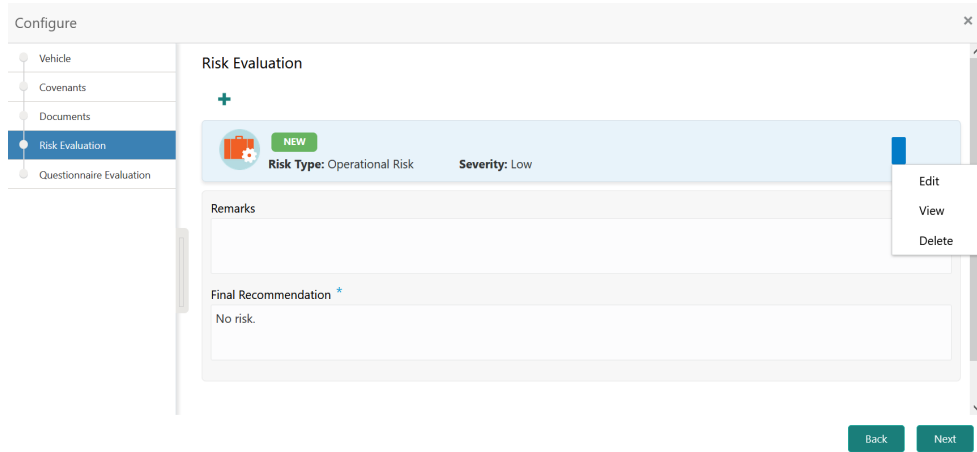 Configure
×
Vehicle
Covenants
Documents
Risk Evaluation
Questionnaire Evaluation
Risk Evaluation
NEW
Risk Type: Operational Risk Severity: Low
Edit
View
Delete
Remarks
Final Recommendation *
No risk.
Back Next